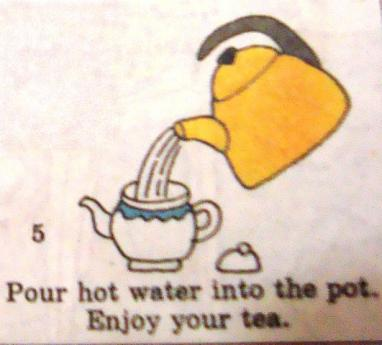 5
Pour hot water into the pot.
Enjoy your tea.